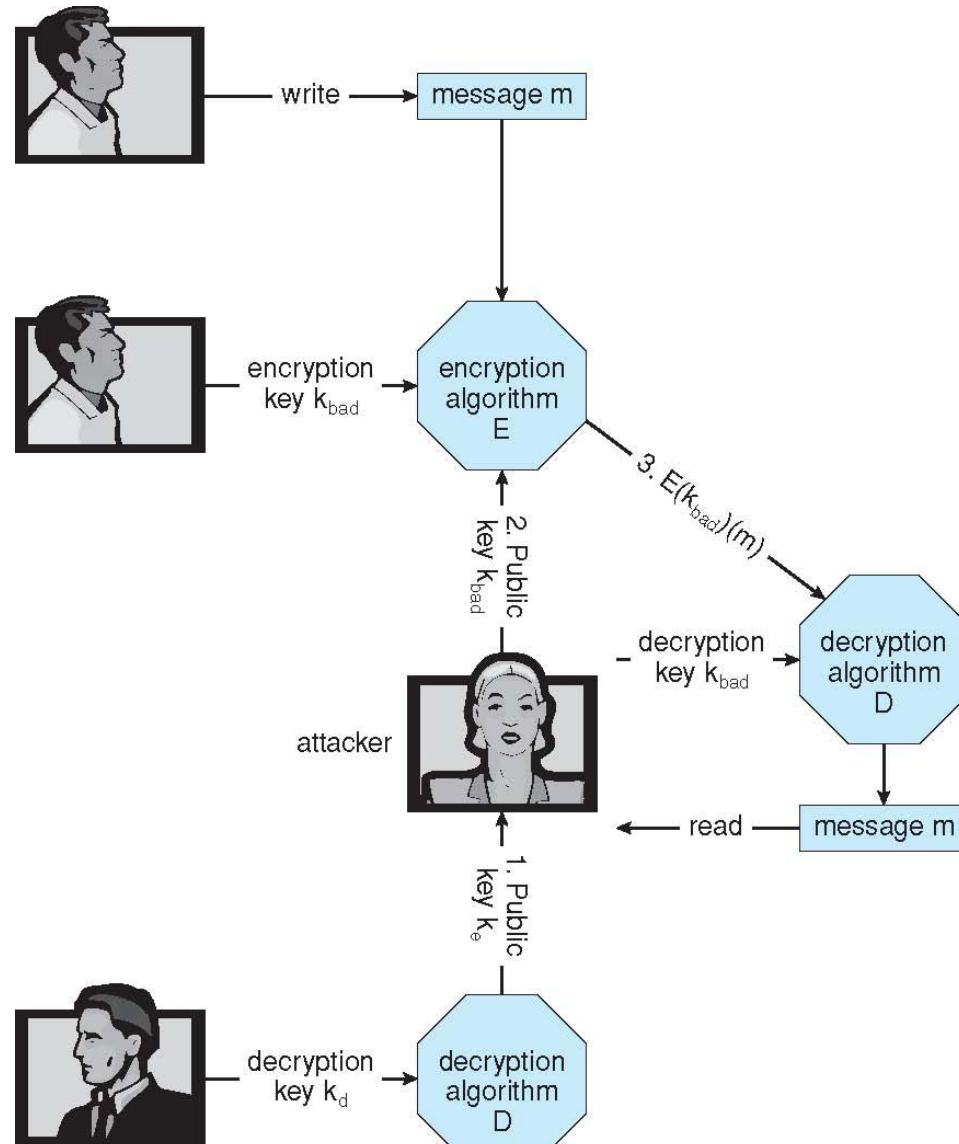 write
message m
encryption
key k_bad
encryption
algorithm
E
3. E(k_bad)(m)
2. Public
key k_bad
decryption
key k_bad
decryption
algorithm
D
attacker
read
message m
1. Public
key k_e
decryption
key k_d
decryption
algorithm
D